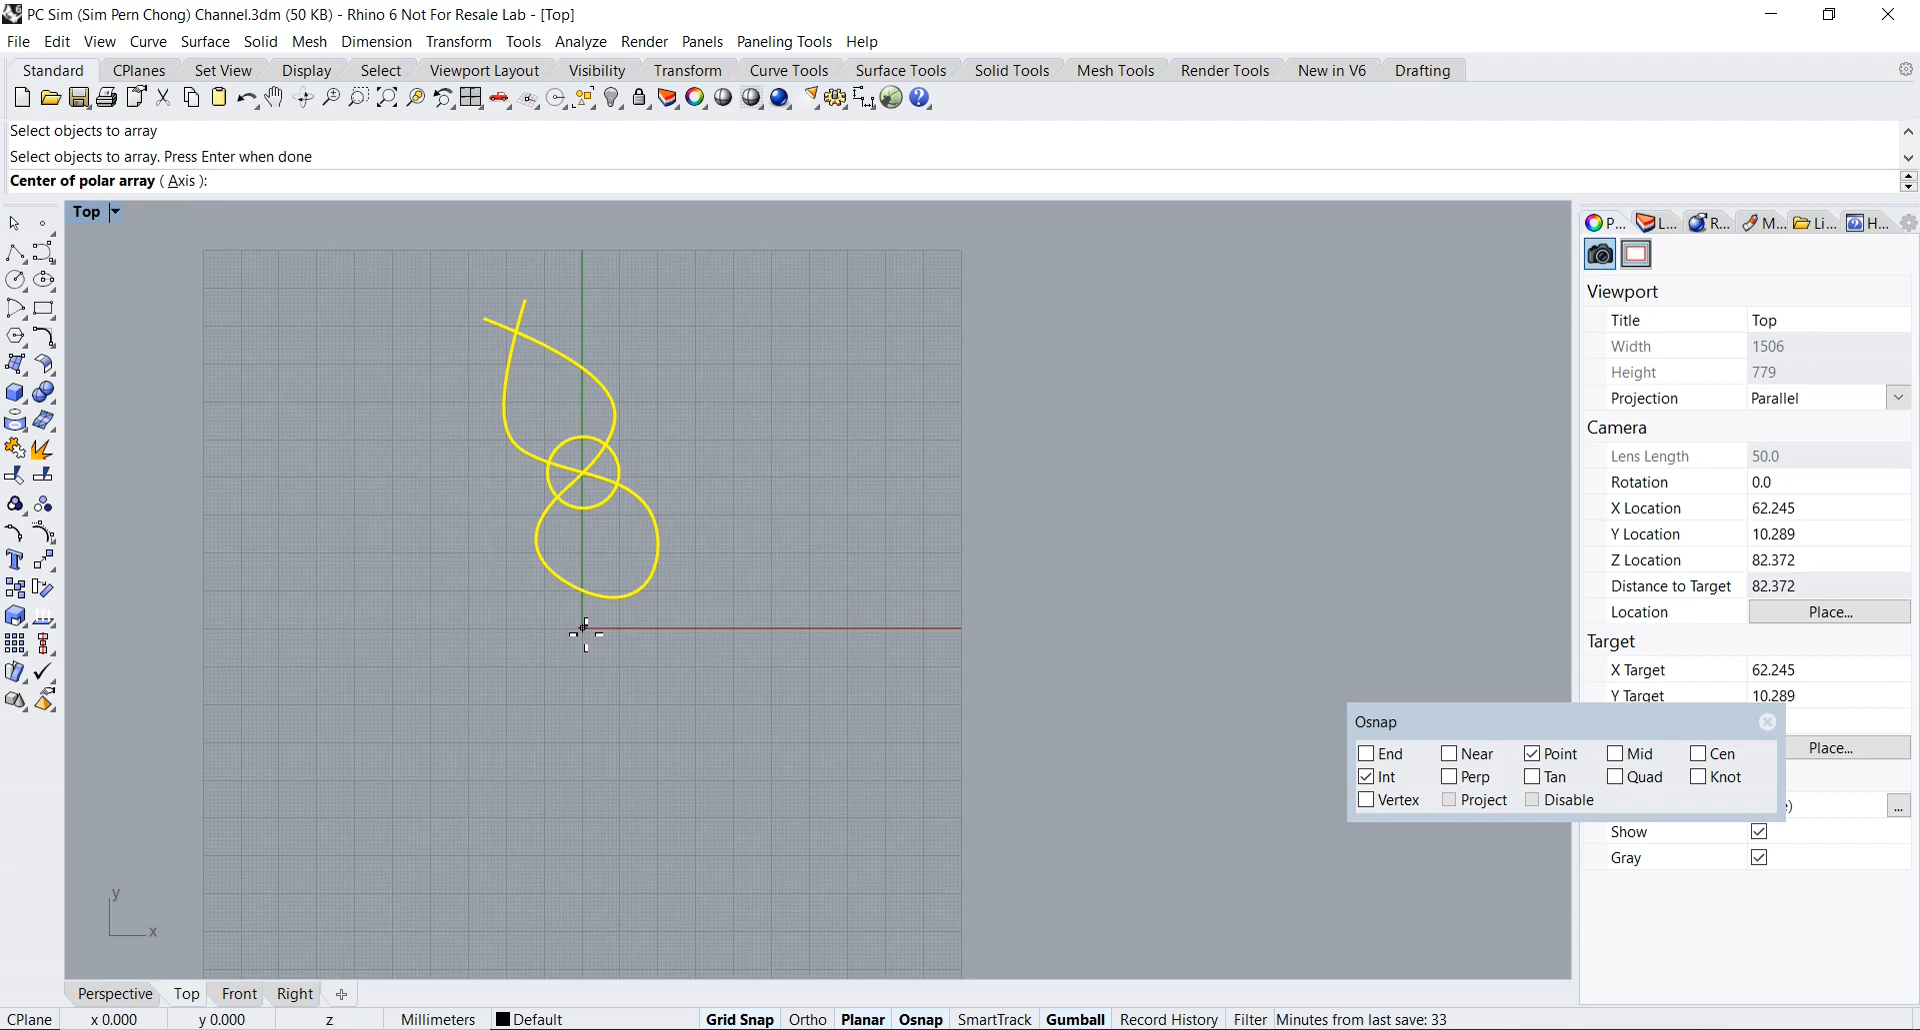 PC Sim (Sim Pern Chong) Channel.3dm (50 KB) - Rhino 6 Not For Resale Lab - [Top]
File Edit View Curve Surface Solid Mesh Dimension Transform Tools Analyze Render Panels Paneling Tools Help
Standard CPlanes Set View Display Select Viewport Layout Visibility Transform Curve Tools Surface Tools Solid Tools Mesh Tools Render Tools New in V6 Drafting
Select objects to array
Select objects to array. Press Enter when done
Center of polar array ( Axis ):
Top
P... L... R... M... Li... H...
Viewport
Title Top
Width 1506
Height 779
Projection Parallel
Camera
Lens Length 50.0
Rotation 0.0
X Location 62.245
Y Location 10.289
Z Location 82.372
Distance to Target 82.372
Location Place...
Target
X Target 62.245
Y Target 10.289
Osnap
End Near Point Mid Cen
Place...
Int Perp Tan Quad Knot
Vertex Project Disable
) ...
Show
Gray
y
x
Perspective Top Front Right
CPlane x 0.000 y 0.000 z Millimeters Default Grid Snap Ortho Planar Osnap SmartTrack Gumball Record History Filter Minutes from last save: 33